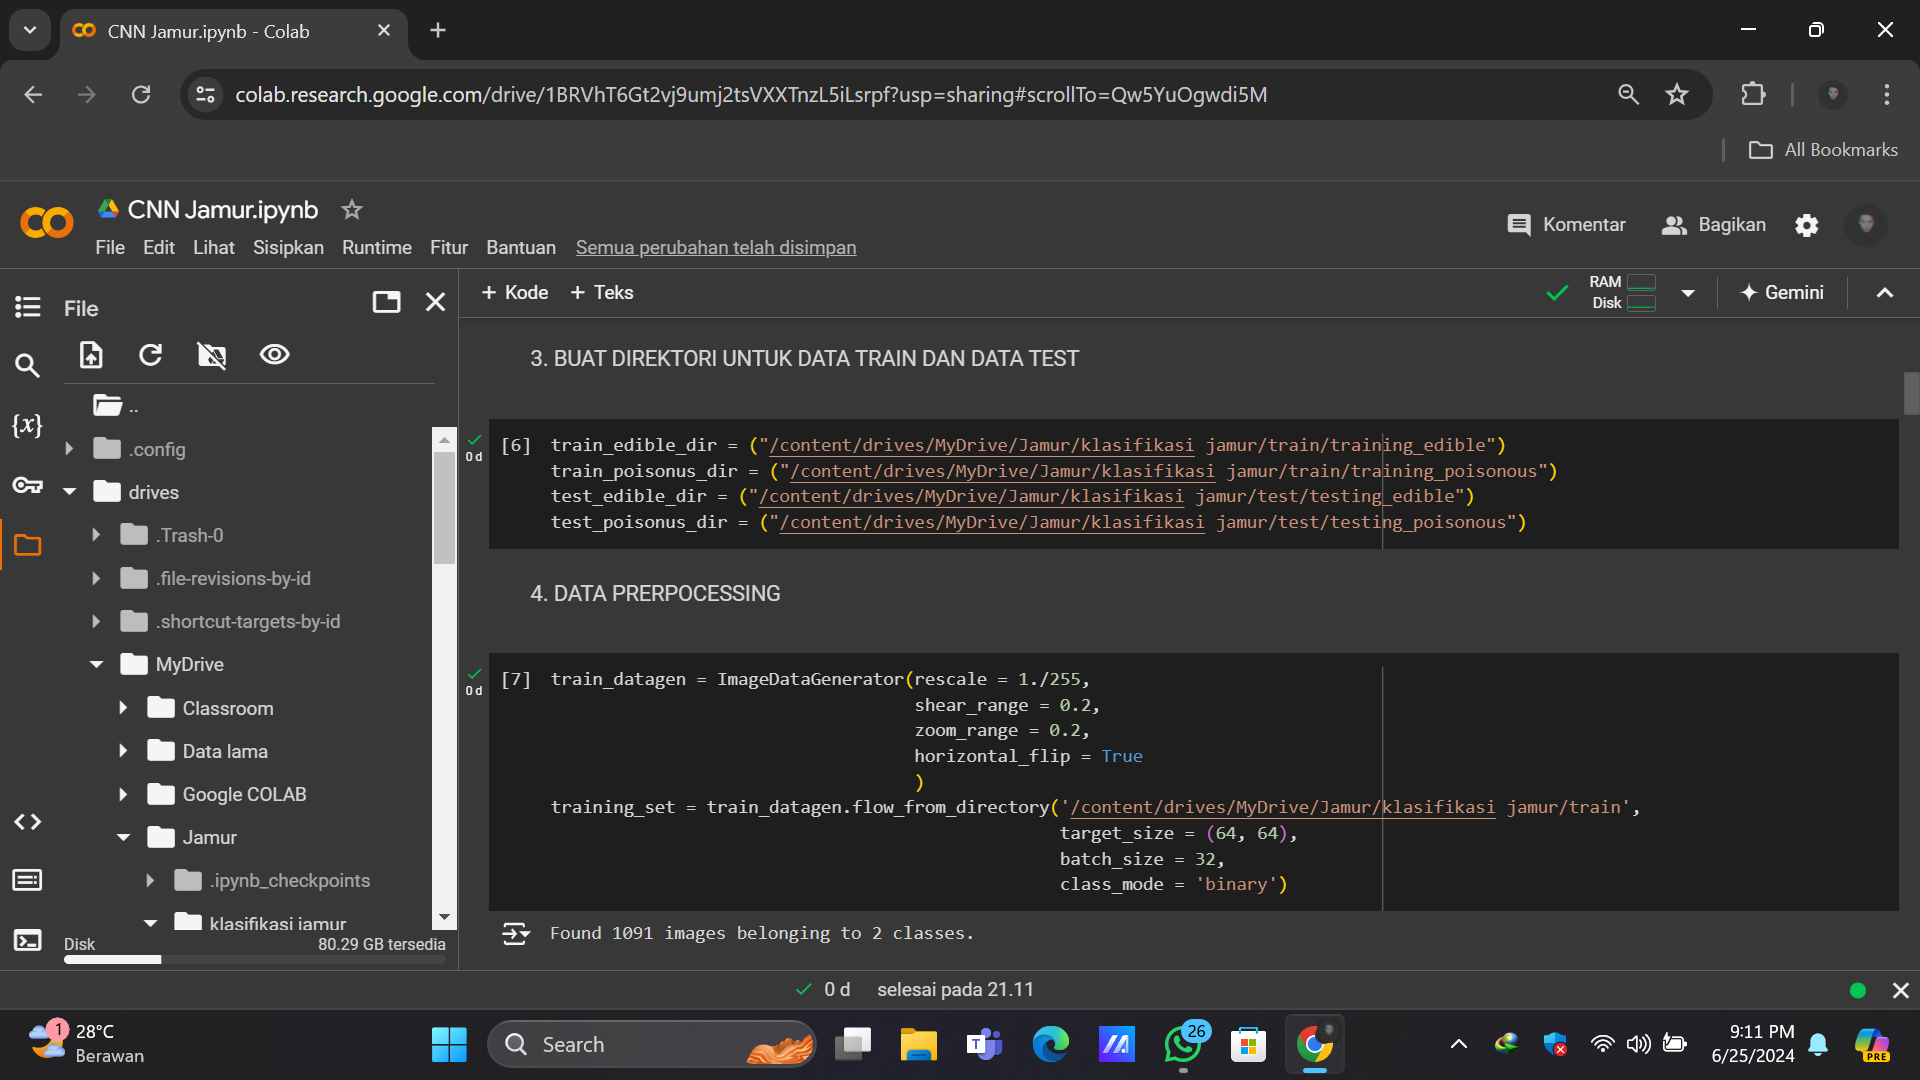 CNN Jamur.ipynb - Colab
colab.research.google.com/drive/1BRVhT6Gt2vj9umj2tsVXXTnzL5iLsrpf?usp=sharing#scrollTo=Qw5YuOgwdi5M
All Bookmarks
CNN Jamur.ipynb
File Edit Lihat Sisipkan Runtime Fitur Bantuan Semua perubahan telah disimpan
Komentar Bagikan
File
+ Kode + Teks
RAM
Disk
Gemini
..
.config
drives
.Trash-0
.file-revisions-by-id
.shortcut-targets-by-id
MyDrive
Classroom
Data lama
Google COLAB
Jamur
.ipynb_checkpoints
klasifikasi jamur
Disk 80.29 GB tersedia
{x}
3. BUAT DIREKTORI UNTUK DATA TRAIN DAN DATA TEST
0 d
[6] train_edible_dir = ("/content/drives/MyDrive/Jamur/klasifikasi jamur/train/training_edible")
train_poisonus_dir = ("/content/drives/MyDrive/Jamur/klasifikasi jamur/train/training_poisonous")
test_edible_dir = ("/content/drives/MyDrive/Jamur/klasifikasi jamur/test/testing_edible")
test_poisonus_dir = ("/content/drives/MyDrive/Jamur/klasifikasi jamur/test/testing_poisonous")
4. DATA PRERPOCESSING
0 d
[7] train_datagen = ImageDataGenerator(rescale = 1./255,
shear_range = 0.2,
zoom_range = 0.2,
horizontal_flip = True
)
training_set = train_datagen.flow_from_directory('/content/drives/MyDrive/Jamur/klasifikasi jamur/train',
target_size = (64, 64),
batch_size = 32,
class_mode = 'binary')
Found 1091 images belonging to 2 classes.
0 d selesai pada 21.11
1
28°C
Berawan
Search
T
26
9:11 PM
6/25/2024
PRE